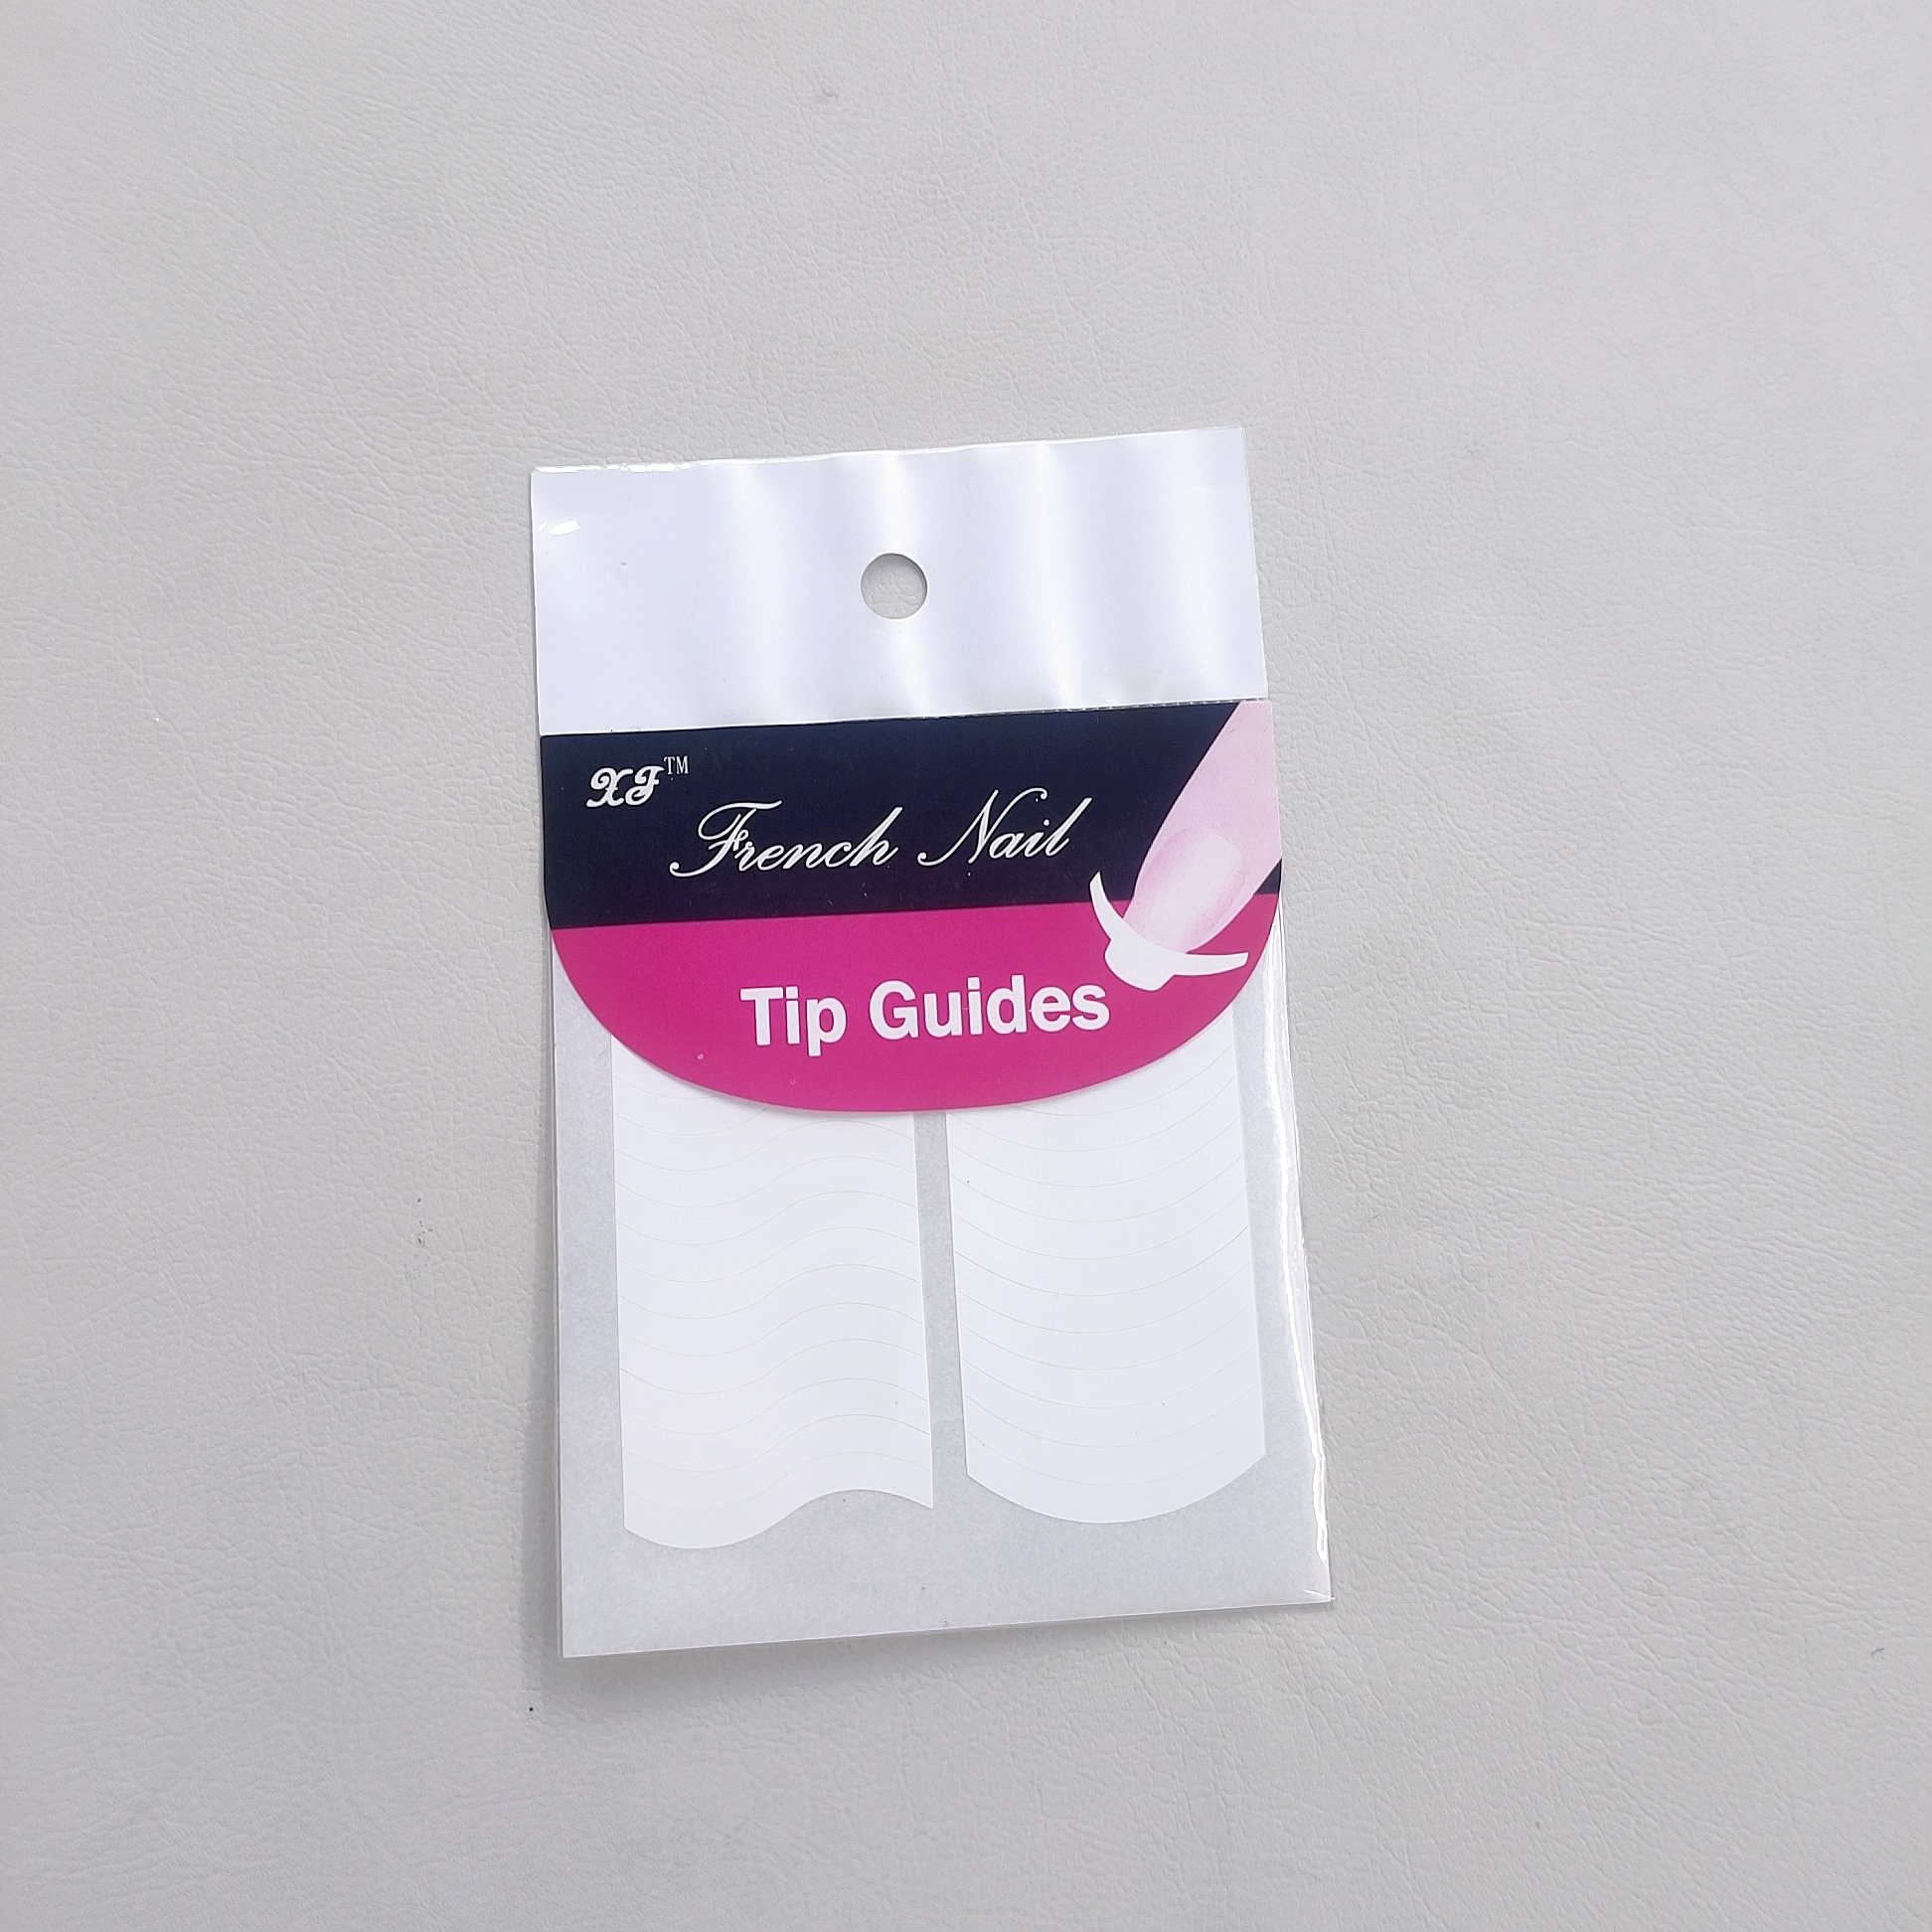 XF™
French Nail
Tip Guides